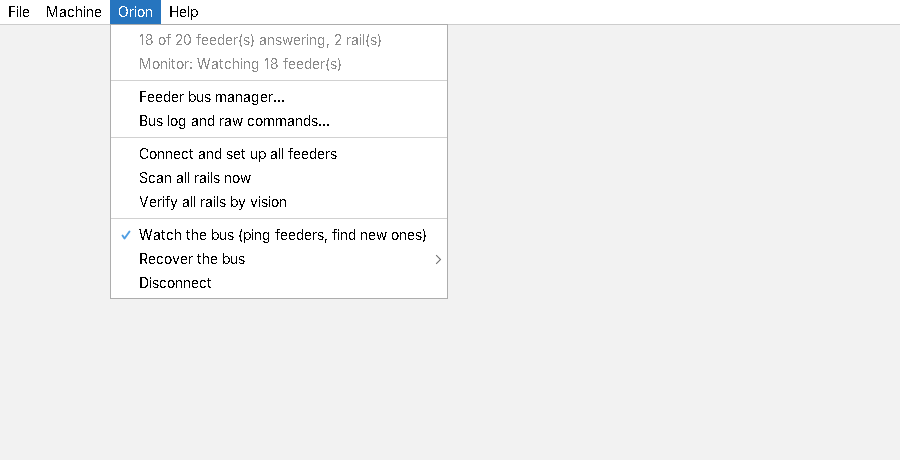 File Machine Orion Help
18 of 20 feeder(s) answering, 2 rail(s)
Monitor: Watching 18 feeder(s)
Feeder bus manager...
Bus log and raw commands...
Connect and set up all feeders
Scan all rails now
Verify all rails by vision
Watch the bus (ping feeders, find new ones)
Recover the bus
Disconnect